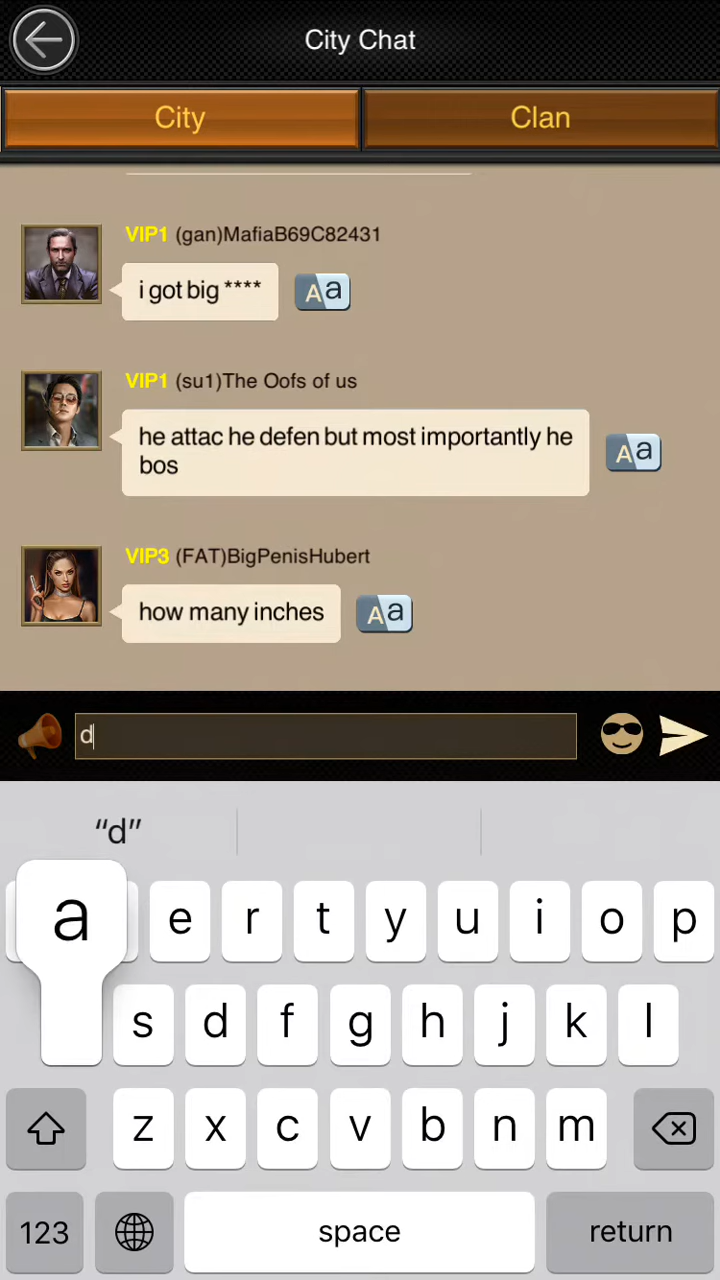 City Chat
City Clan
VIP1 (gan)MafiaB69C82431
i got big ****
Aa
VIP1 (su1)The Oofs of us
he attac he defen but most importantly he
bos
Aa
VIP3 (FAT)BigPenisHubert
how many inches
Aa
d
“d”
a e r t y u i o p
s d f g h j k l
z x c v b n m
123 space return